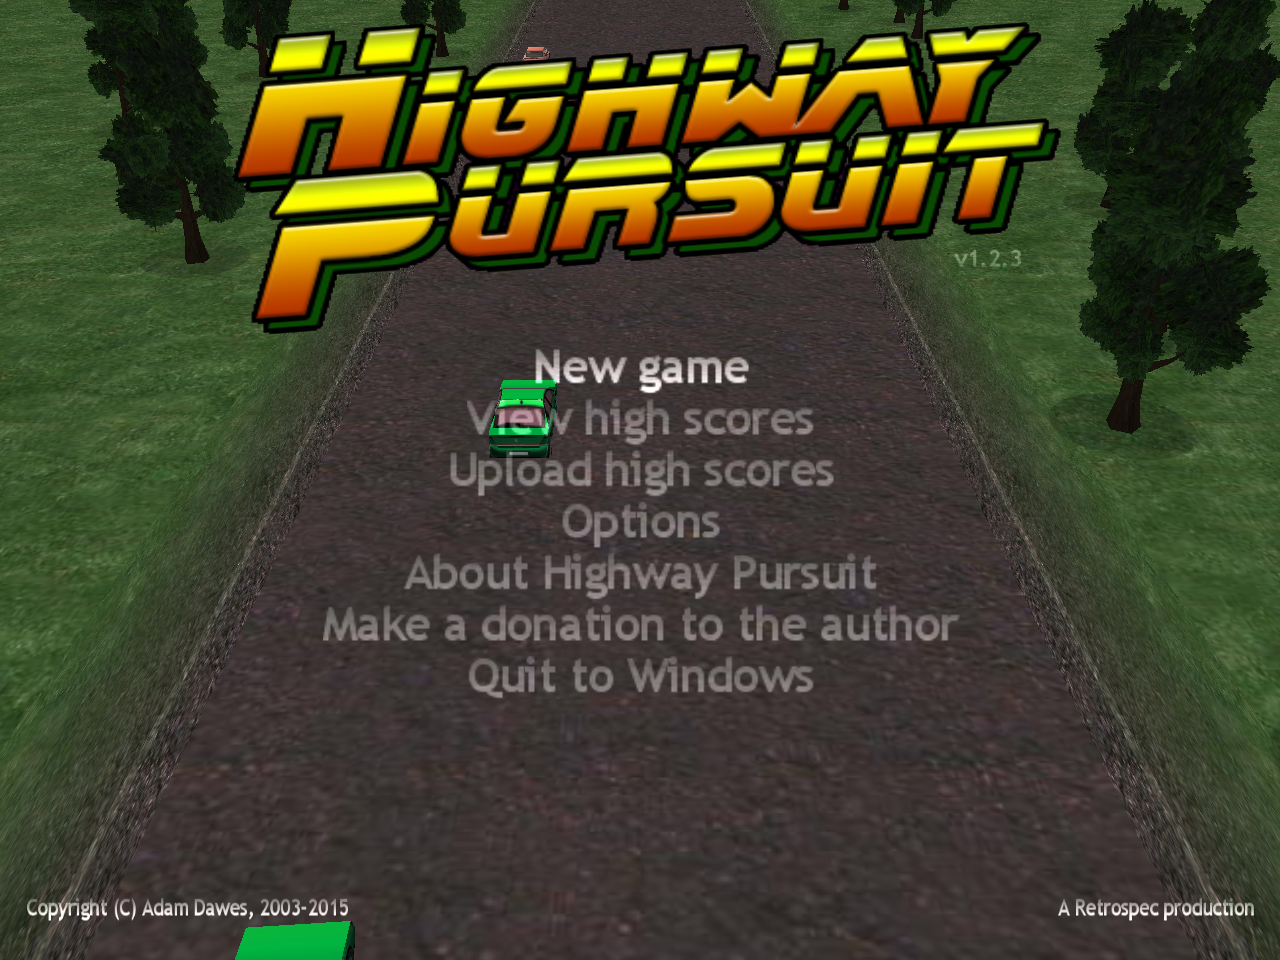 Highway
Pursuit
v1.2.3
New game
View high scores
Upload high scores
Options
About Highway Pursuit
Make a donation to the author
Quit to Windows
Copyright (C) Adam Dawes, 2003-2015
A Retrospec production